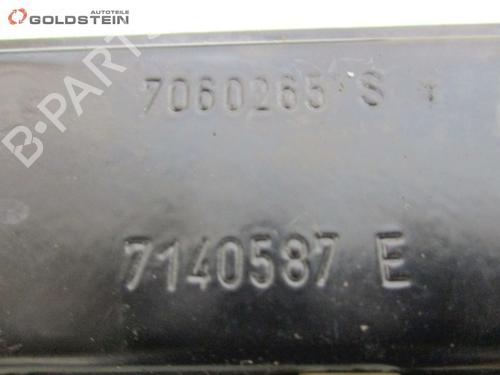 AUTOTEILE
GOLDSTEIN
B-PARTS
7060265 S
7140587 E